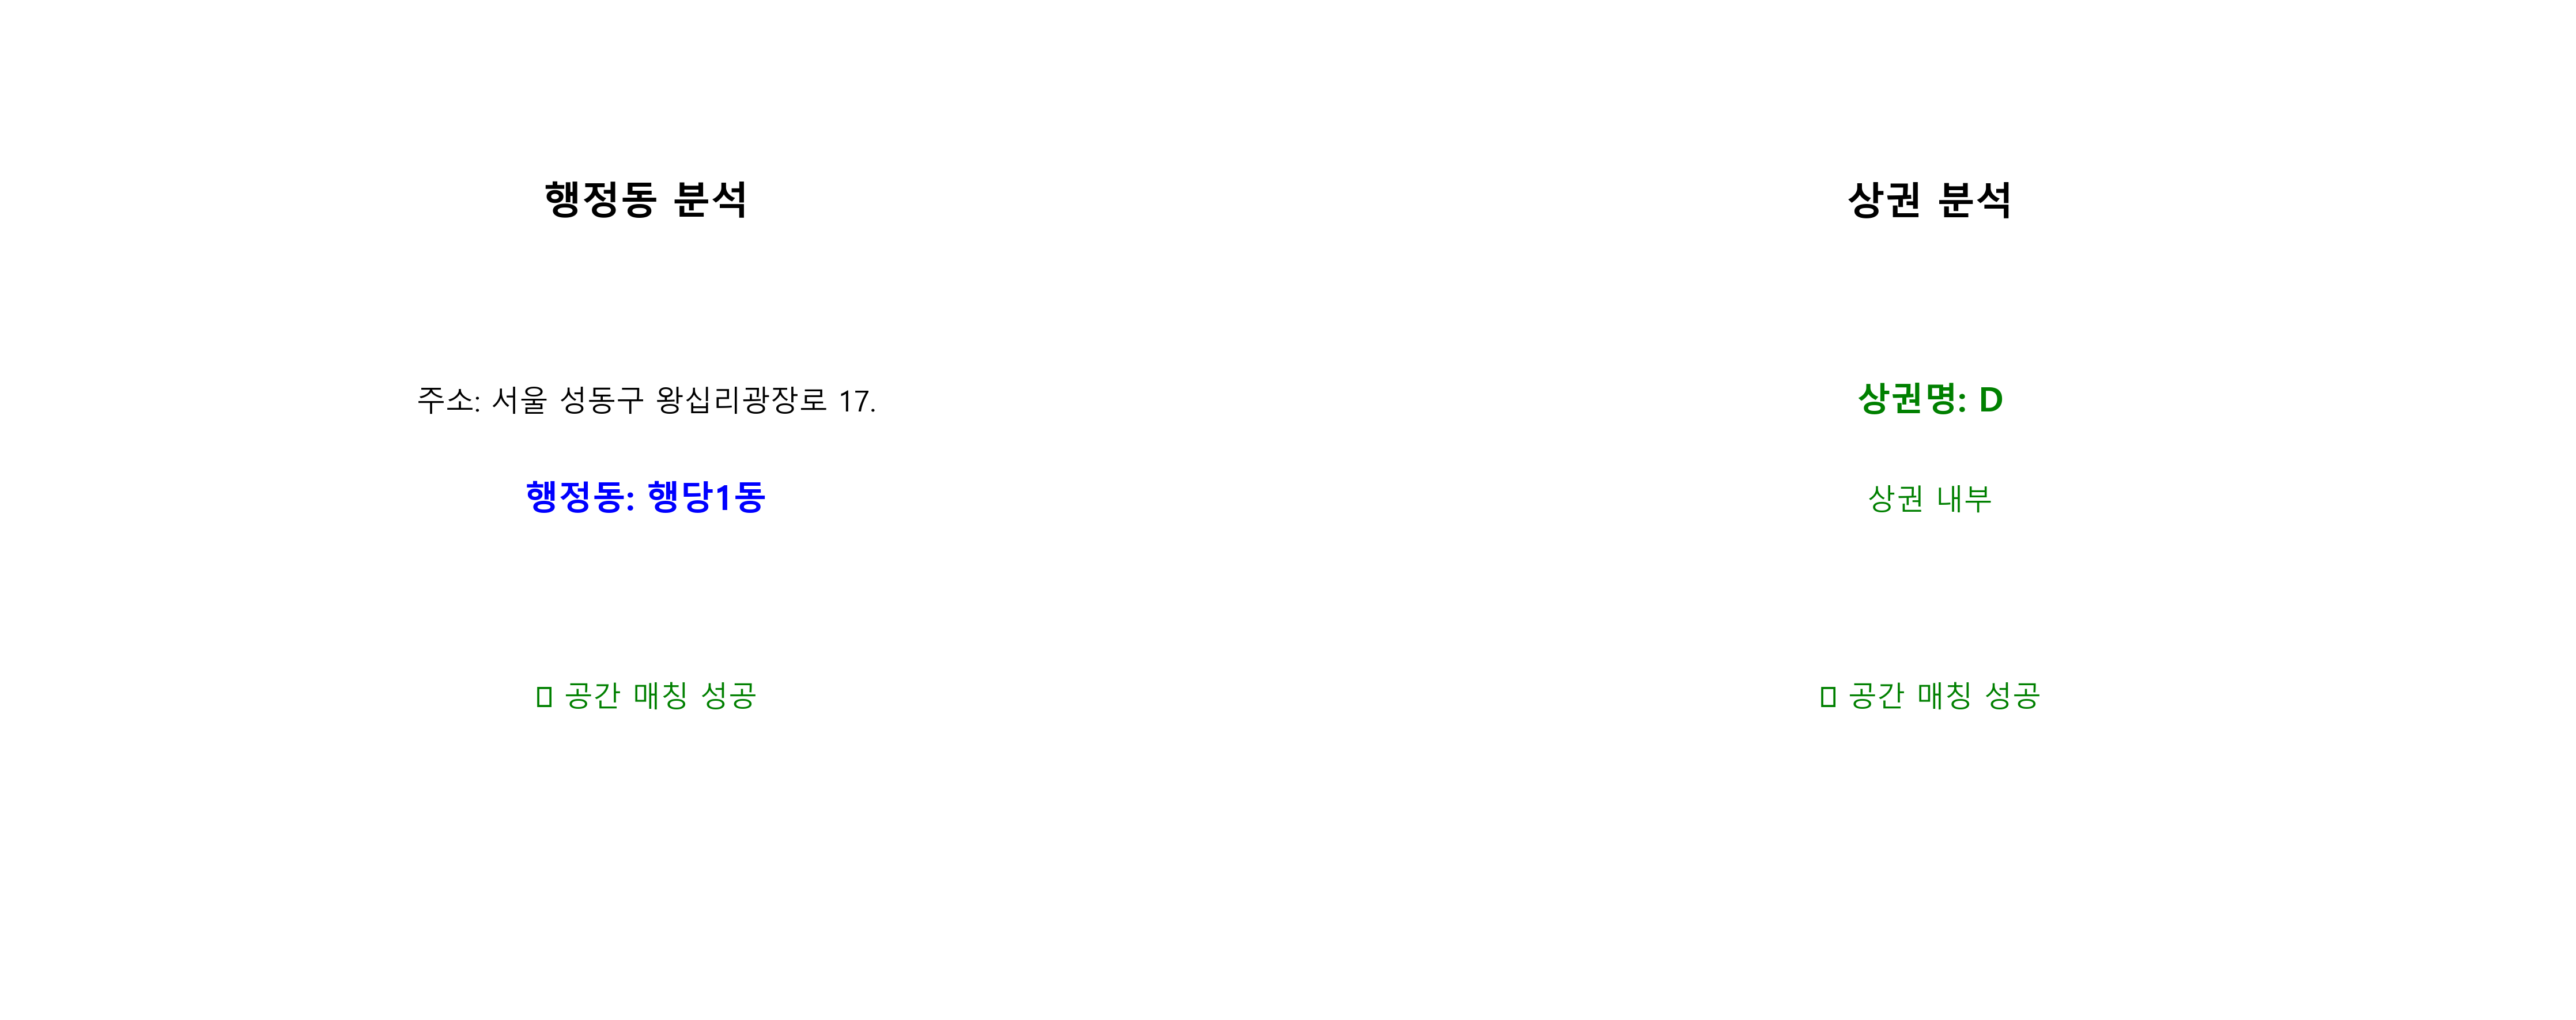 행정동 분석
주소: 서울 성동구 왕십리광장로 17.
행정동: 행당1동
▯ 공간 매칭 성공
상권 분석
상권명: D
상권 내부
▯ 공간 매칭 성공